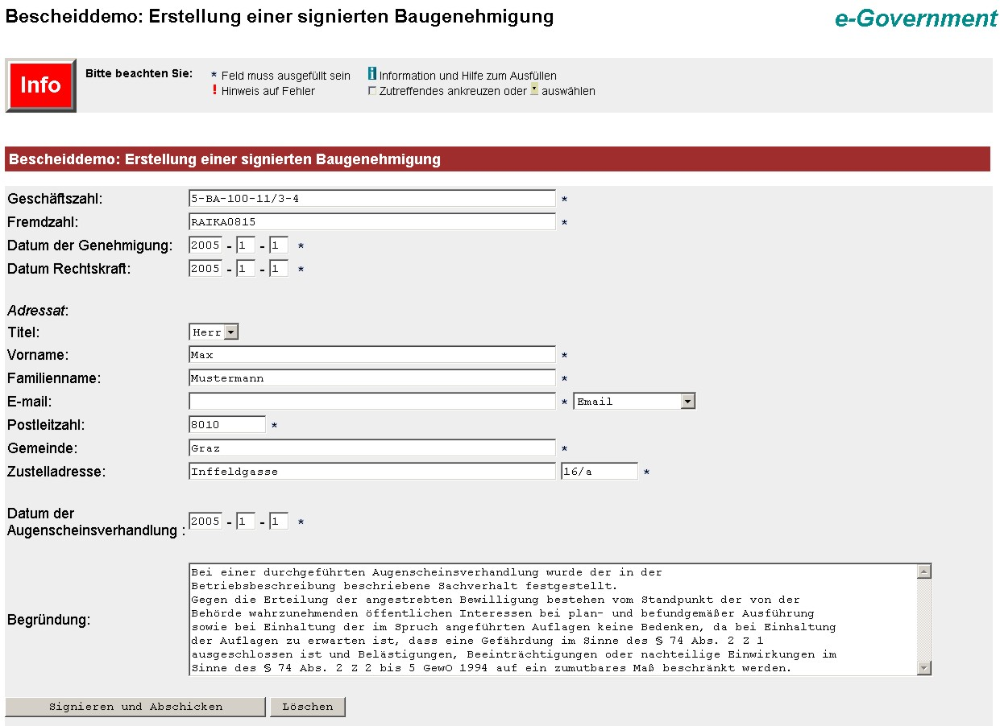 Bescheiddemo: Erstellung einer signierten Baugenehmigung
e-Government
Info
Bitte beachten Sie:
* Feld muss ausgefüllt sein
i Information und Hilfe zum Ausfüllen
! Hinweis auf Fehler
Zutreffendes ankreuzen oder auswählen
Bescheiddemo: Erstellung einer signierten Baugenehmigung
Geschäftszahl: 5-BA-100-11/3-4 *
Fremdzahl: RAIKA0815 *
Datum der Genehmigung: 2005 - 1 - 1 *
Datum Rechtskraft: 2005 - 1 - 1 *
Adressat:
Titel: Herr
Vorname: Max *
Familienname: Mustermann *
E-mail: * Email
Postleitzahl: 8010 *
Gemeinde: Graz *
Zustelladresse: Inffeldgasse 16/a *
Datum der
Augenscheinsverhandlung : 2005 - 1 - 1 *
Begründung:
Bei einer durchgeführten Augenscheinsverhandlung wurde der in der
Betriebsbeschreibung beschriebene Sachverhalt festgestellt.
Gegen die Erteilung der angestrebten Bewilligung bestehen vom Standpunkt der von der
Behörde wahrzunehmenden öffentlichen Interessen bei plan- und befundgemäßer Ausführung
sowie bei Einhaltung der im Spruch angeführten Auflagen keine Bedenken, da bei Einhaltung
der Auflagen zu erwarten ist, dass eine Gefährdung im Sinne des § 74 Abs. 2 Z 1
ausgeschlossen ist und Belästigungen, Beeinträchtigungen oder nachteilige Einwirkungen im
Sinne des § 74 Abs. 2 Z 2 bis 5 GewO 1994 auf ein zumutbares Maß beschränkt werden.
Signieren und Abschicken
Löschen